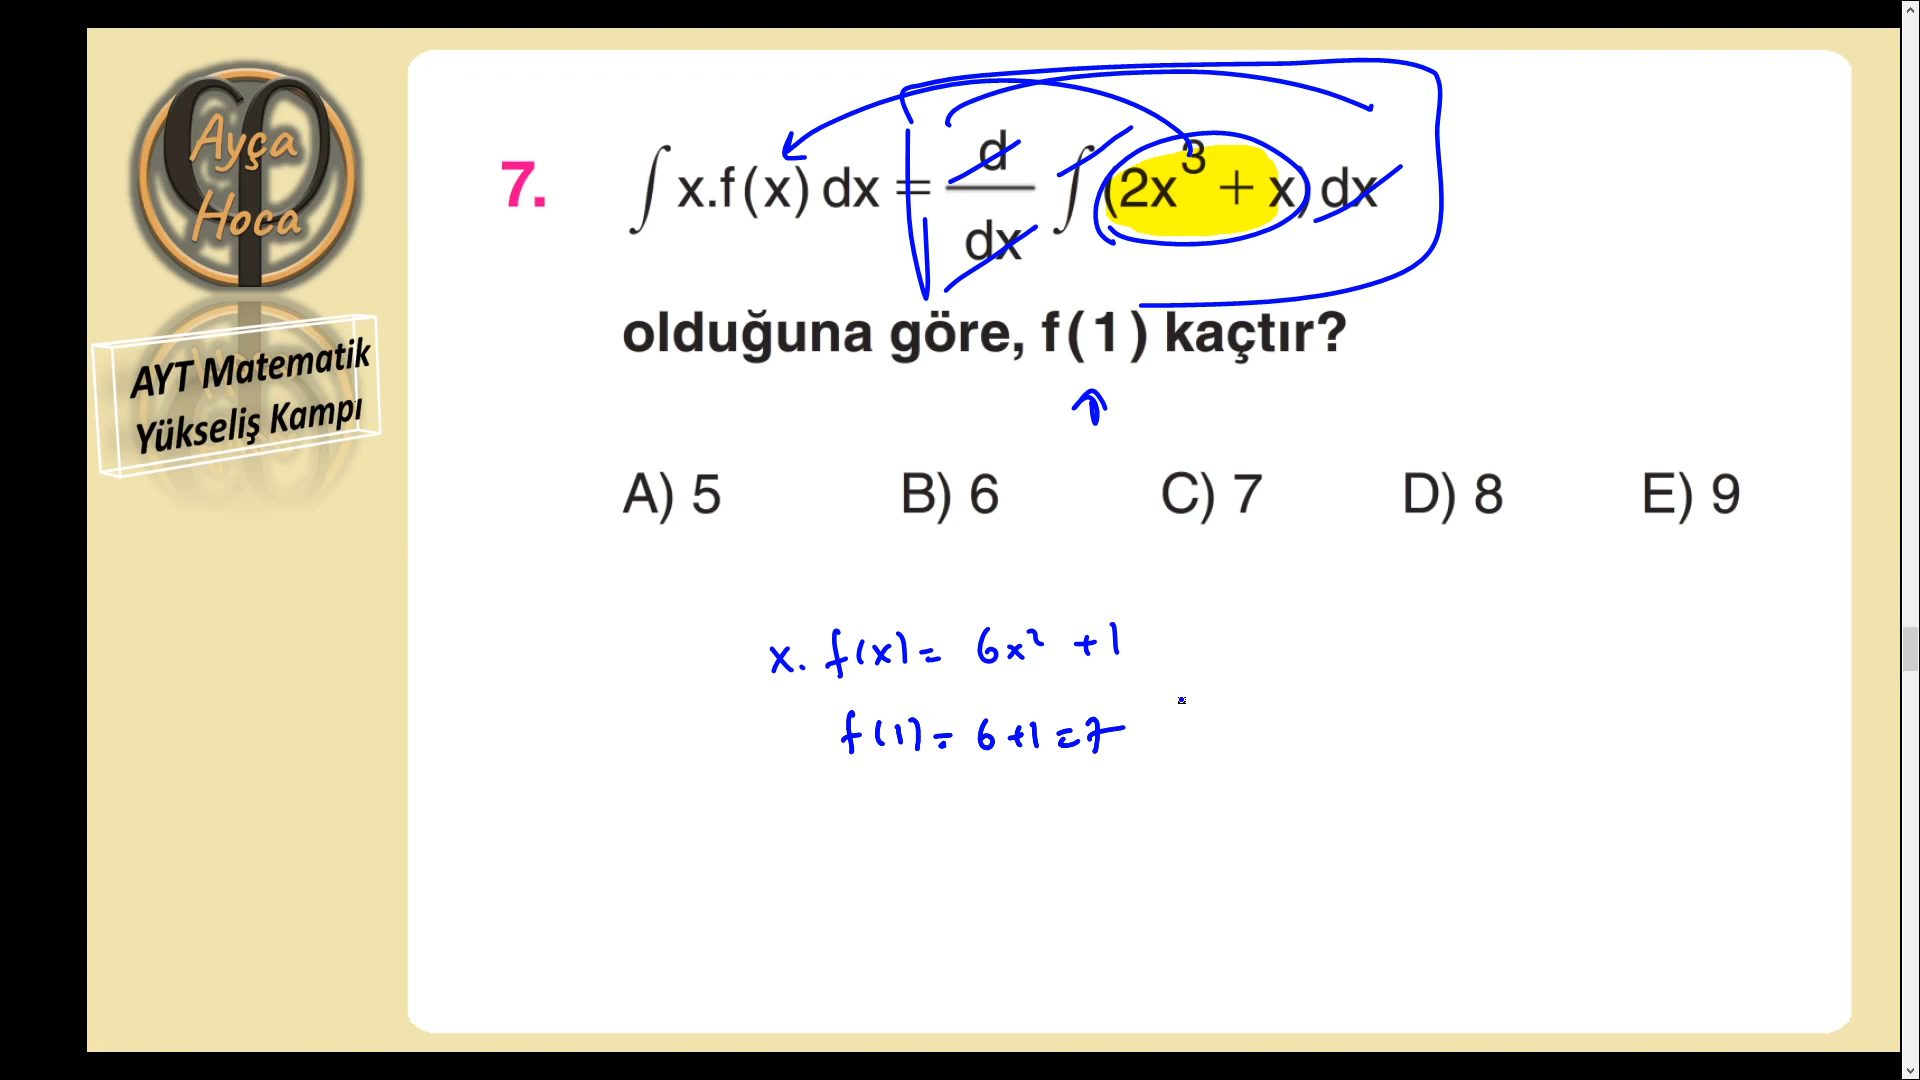 Ayça
Hoca
AYT Matematik
Yükseliş Kampı
7. ∫ x.f(x) dx = d/dx ∫ (2x³ + x) dx
olduğuna göre, f(1) kaçtır?
A) 5 B) 6 C) 7 D) 8 E) 9
x. f(x) = 6x² + 1
f(1) = 6 + 1 = 7